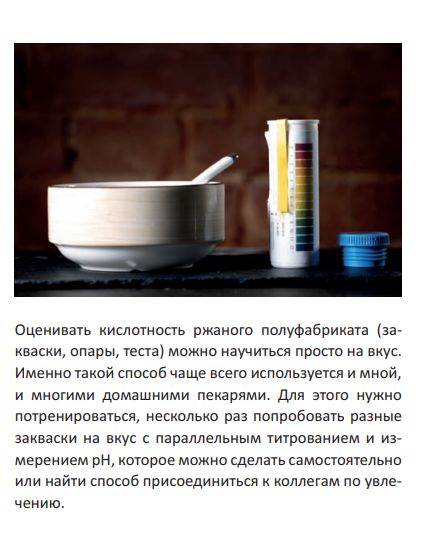 Оценивать кислотность ржаного полуфабриката (за-
кваски, опары, теста) можно научиться просто на вкус.
Именно такой способ чаще всего используется и мной,
и многими домашними пекарями. Для этого нужно
потренироваться, несколько раз попробовать разные
закваски на вкус с параллельным титрованием и из-
мерением pH, которое можно сделать самостоятельно
или найти способ присоединиться к коллегам по увле-
чению.